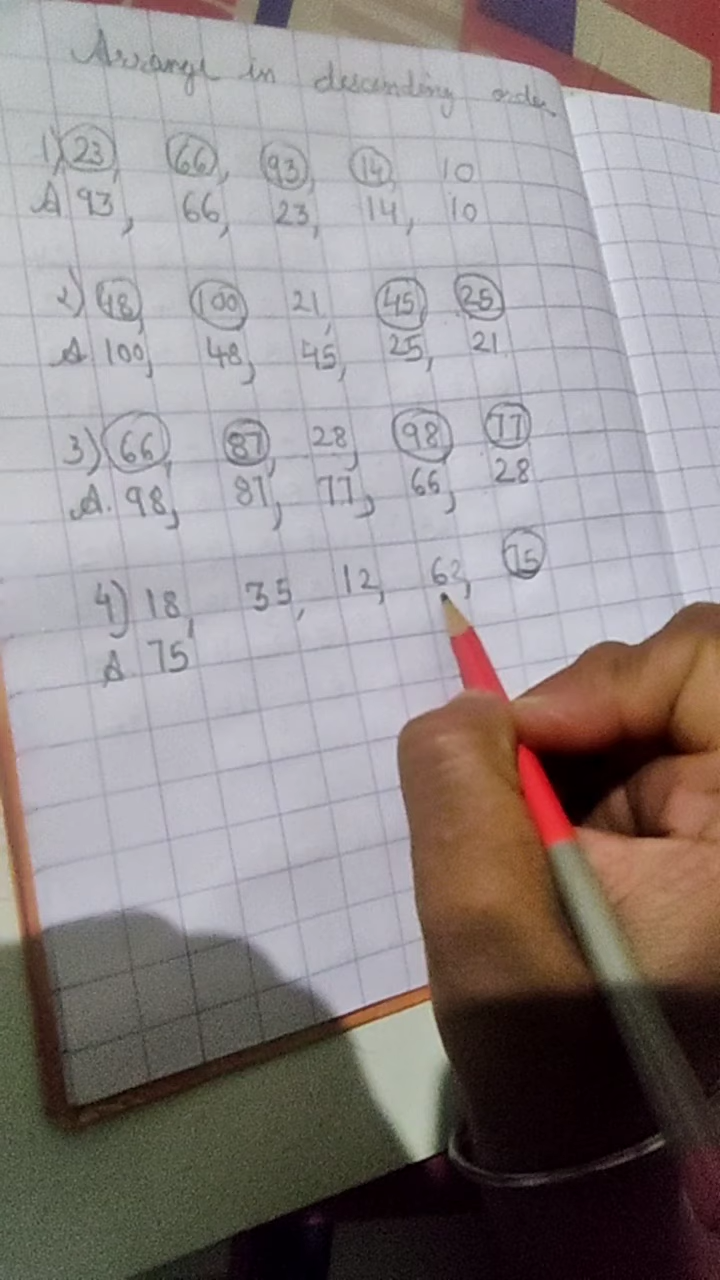 Arrange in descending order
1) 23, 66, 93, 14, 10
A 93, 66, 23, 14, 10
2) 48, 100 21, 45, 25
A 100, 48, 45, 25, 21
3) 66, 87, 28, 98, 77
A. 98, 87, 77, 66, 28
4) 18, 35, 12, 62, 75
A 75